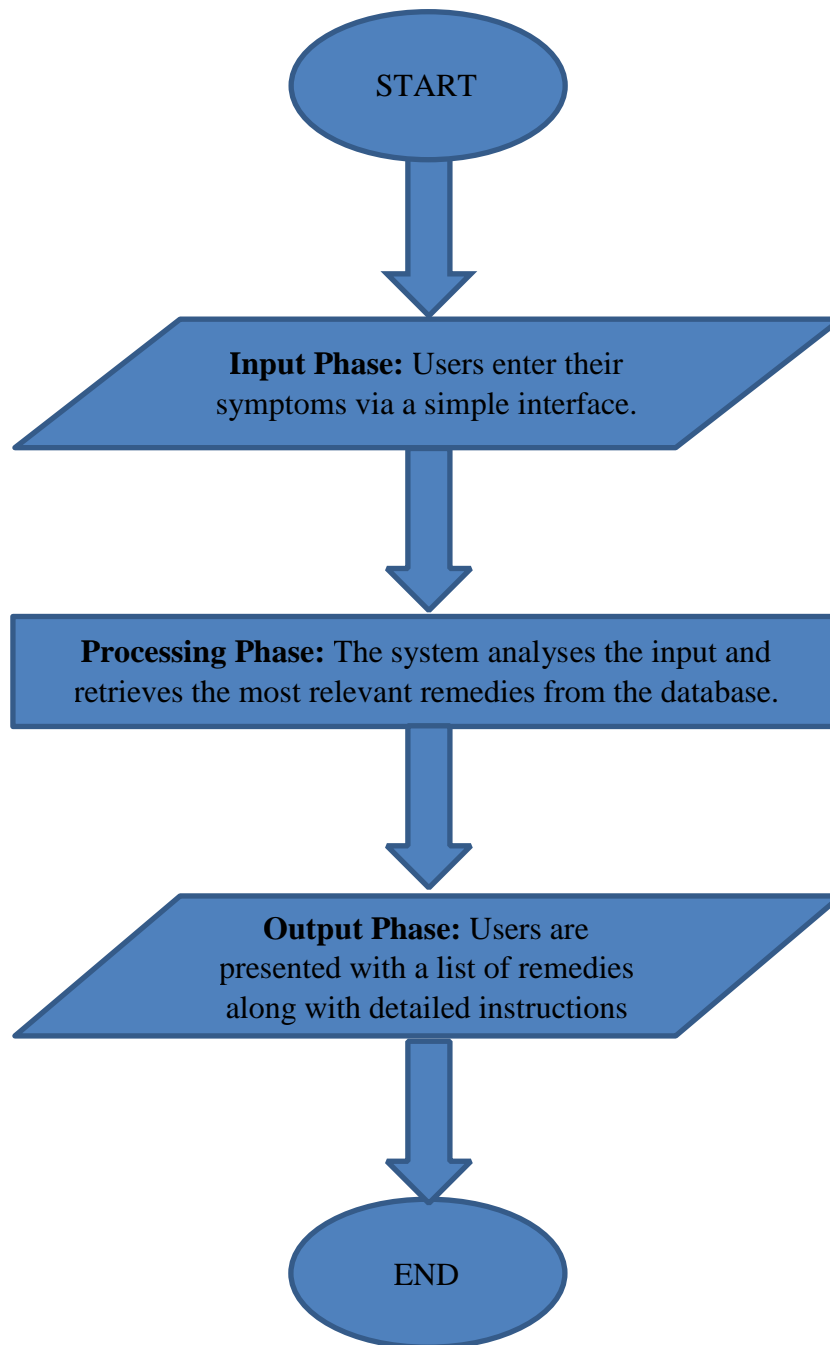 START
Input Phase: Users enter their
symptoms via a simple interface.
Processing Phase: The system analyses the input and
retrieves the most relevant remedies from the database.
Output Phase: Users are
presented with a list of remedies
along with detailed instructions
END